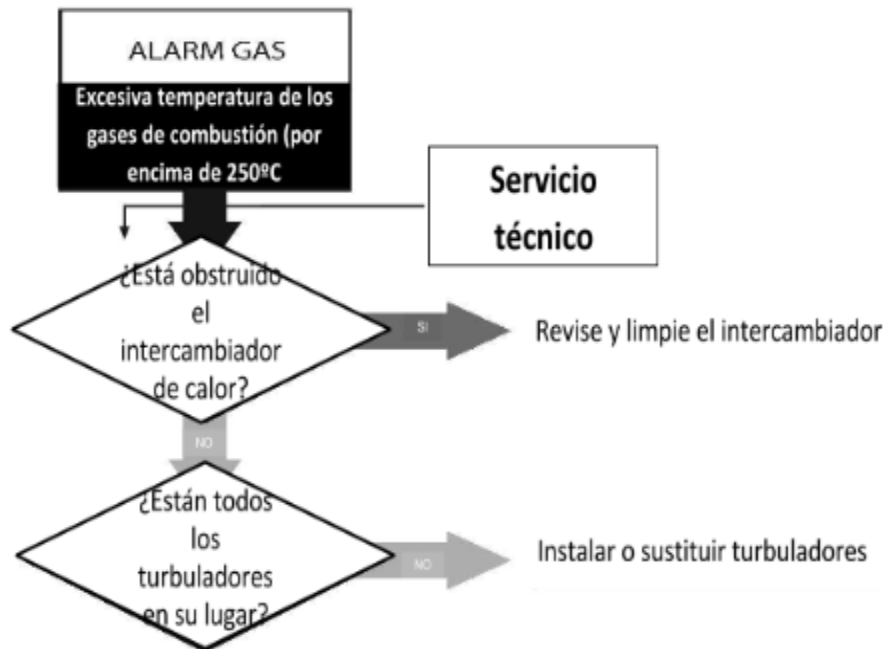 ALARM GAS
Excesiva temperatura de los
gases de combustión (por
encima de 250ºC
Servicio
técnico
¿Está obstruido
el
intercambiador
de calor?
SI
Revise y limpie el intercambiador
NO
¿Están todos
los
turbuladores
en su lugar?
NO
Instalar o sustituir turbuladores